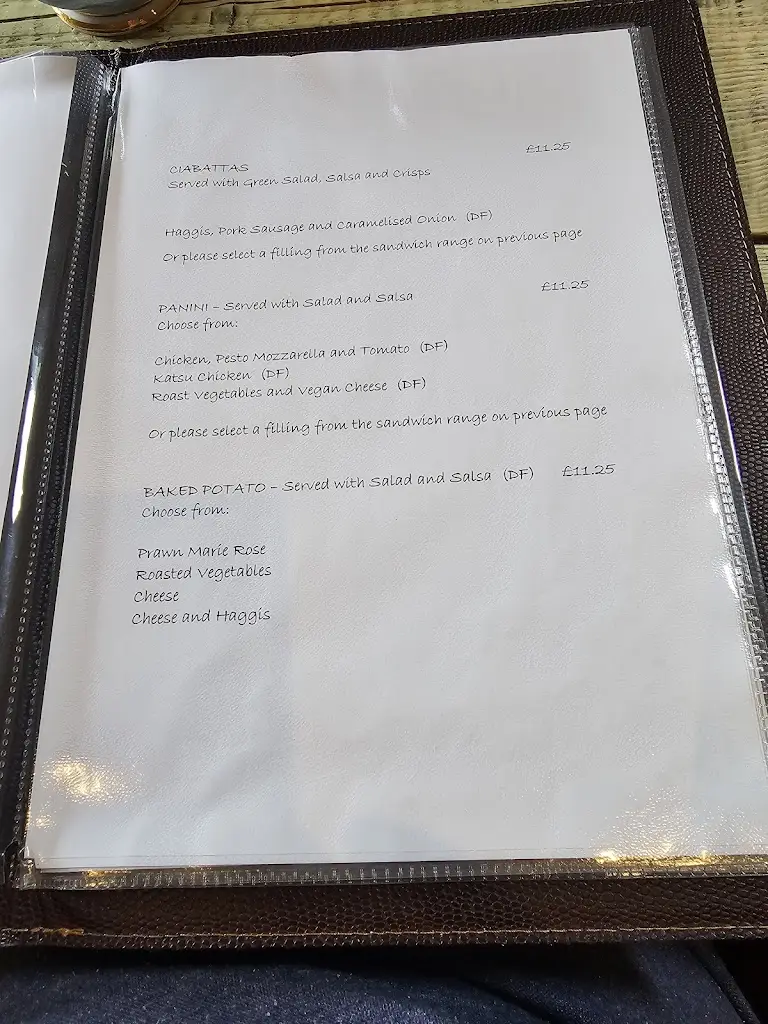 CIABATTAS £11.25
Served with Green Salad, Salsa and Crisps
Haggis, Pork Sausage and Caramelised Onion (DF)
Or please select a filling from the sandwich range on previous page
PANINI – Served with Salad and Salsa £11.25
Choose from:
Chicken, Pesto Mozzarella and Tomato (DF)
Katsu Chicken (DF)
Roast Vegetables and Vegan Cheese (DF)
Or please select a filling from the sandwich range on previous page
BAKED POTATO – Served with Salad and Salsa (DF) £11.25
Choose from:
Prawn Marie Rose
Roasted Vegetables
Cheese
Cheese and Haggis